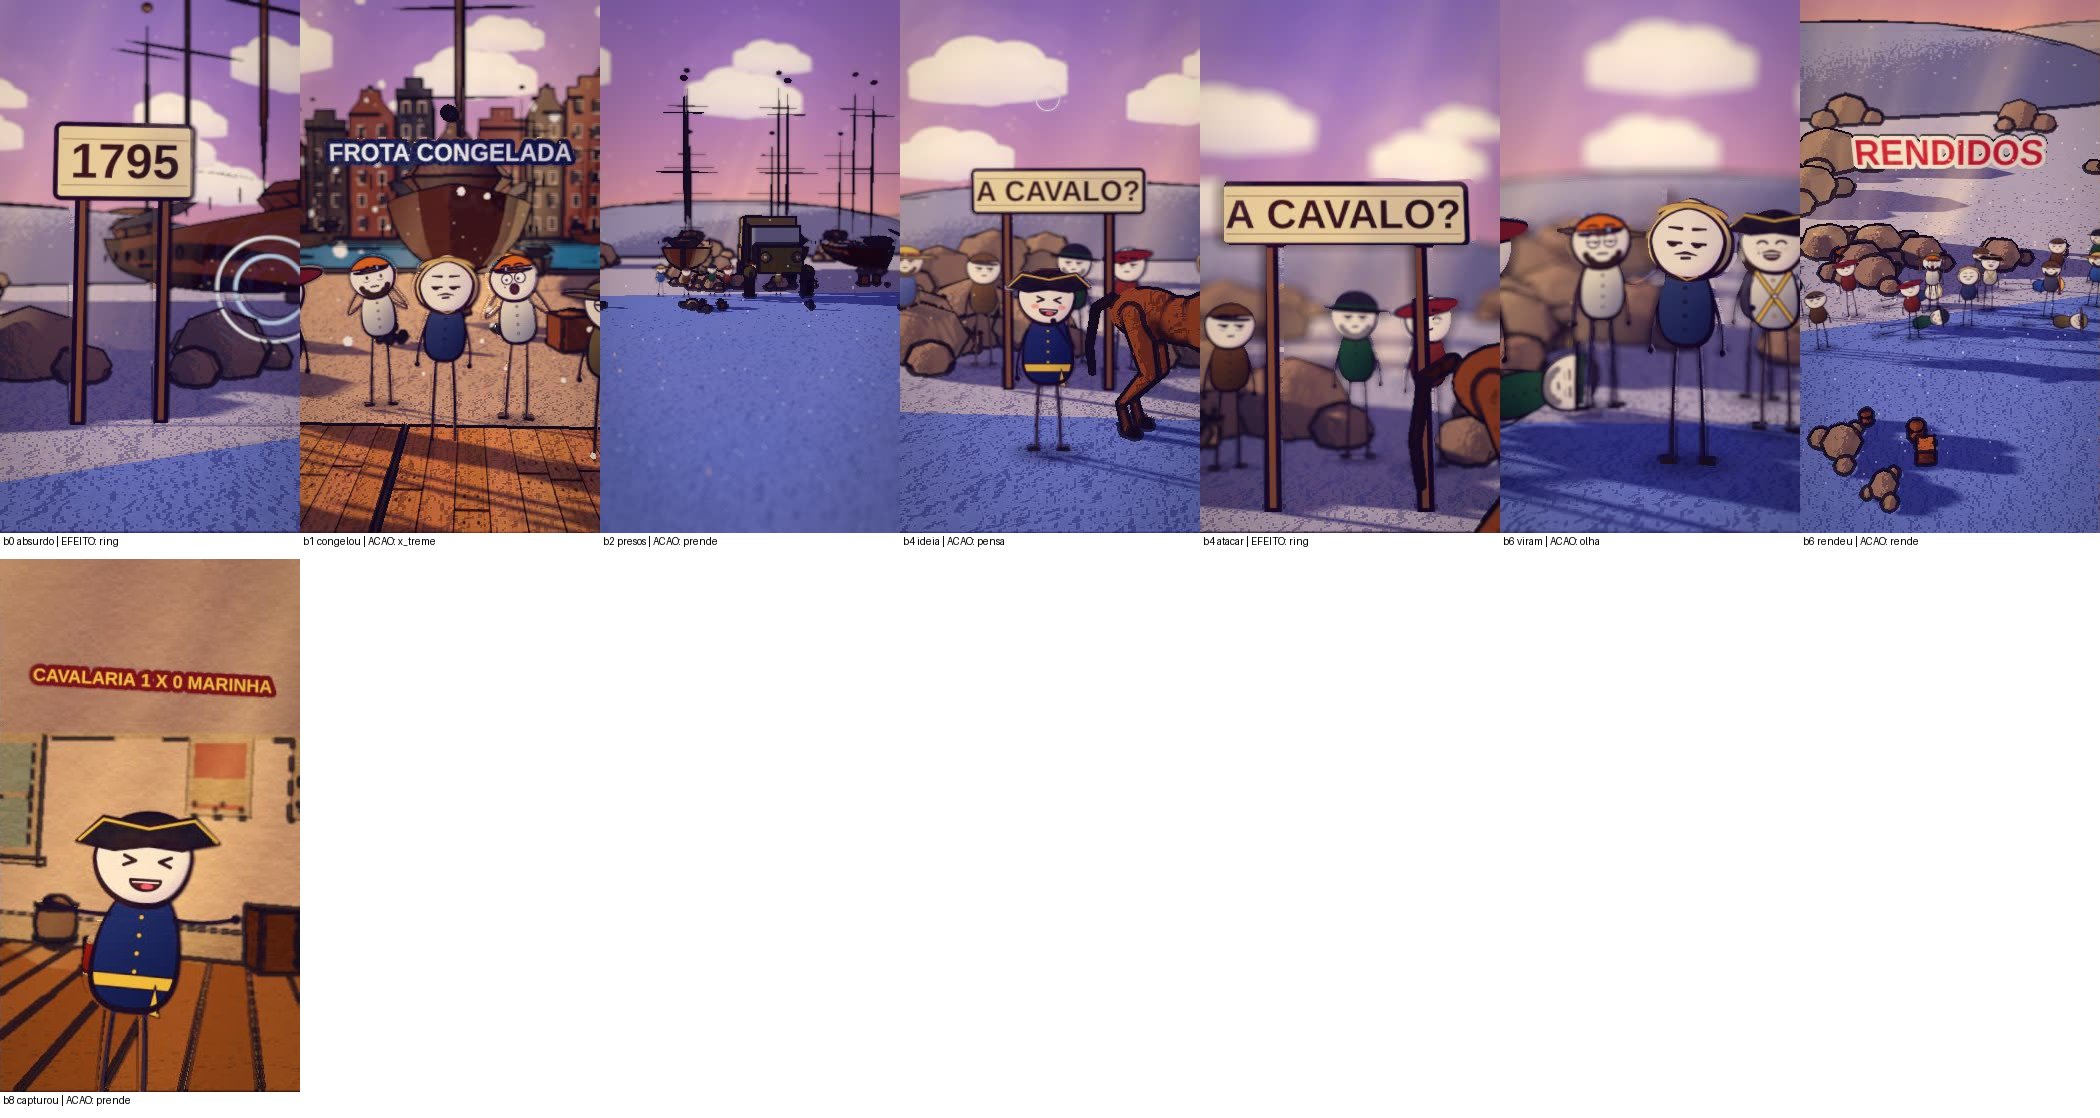 1795
FROTA CONGELADA
A CAVALO?
A CAVALO?
RENDIDOS
b0 absurdo | EFEITO: ring
b1 congelou | ACAO: x_treme
b2 presos | ACAO: prende
b4 ideia | ACAO: pensa
b4 atacar | EFEITO: ring
b6 viram | ACAO: olha
b6 rendeu | ACAO: rende
CAVALARIA 1 X 0 MARINHA
b8 capturou | ACAO: prende